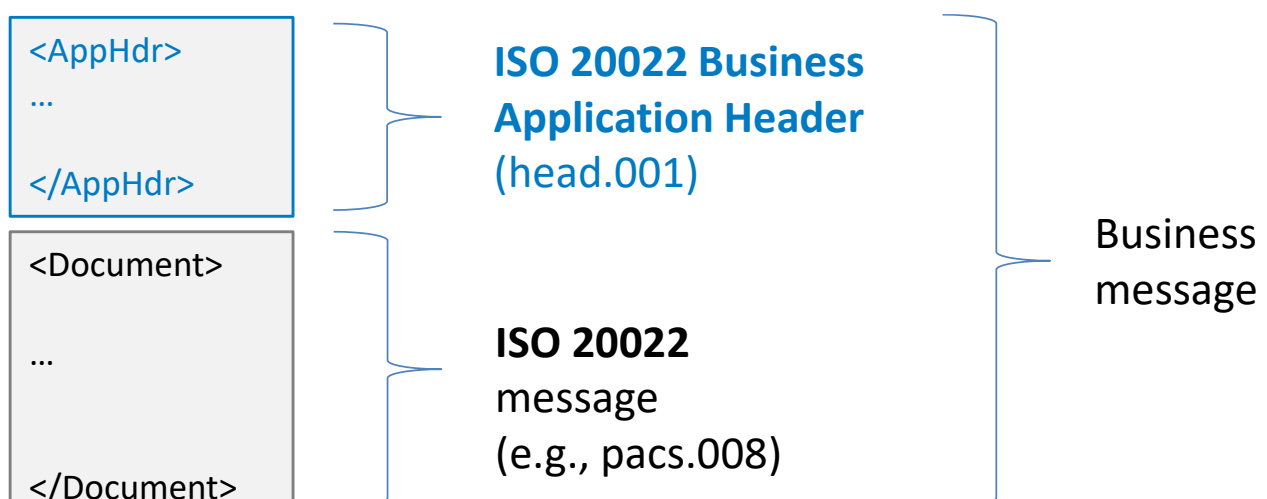 <AppHdr>
…
</AppHdr>
ISO 20022 Business
Application Header
(head.001)
<Document>
…
</Document>
ISO 20022
message
(e.g., pacs.008)
Business
message